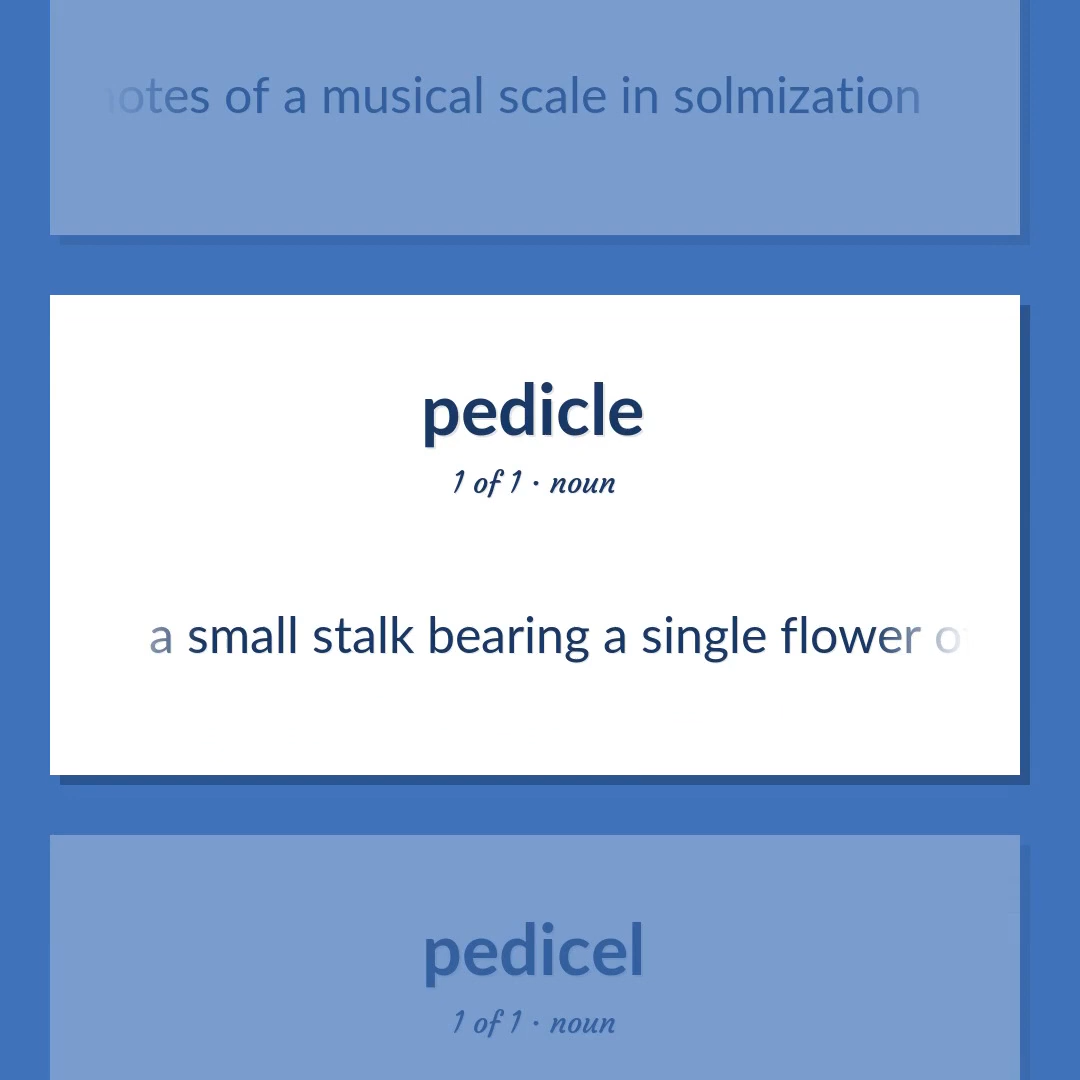 of a musical scale in solmization
pedicle
1 of 1 · noun
a small stalk bearing a single flower
pedicel
1 of 1 · noun